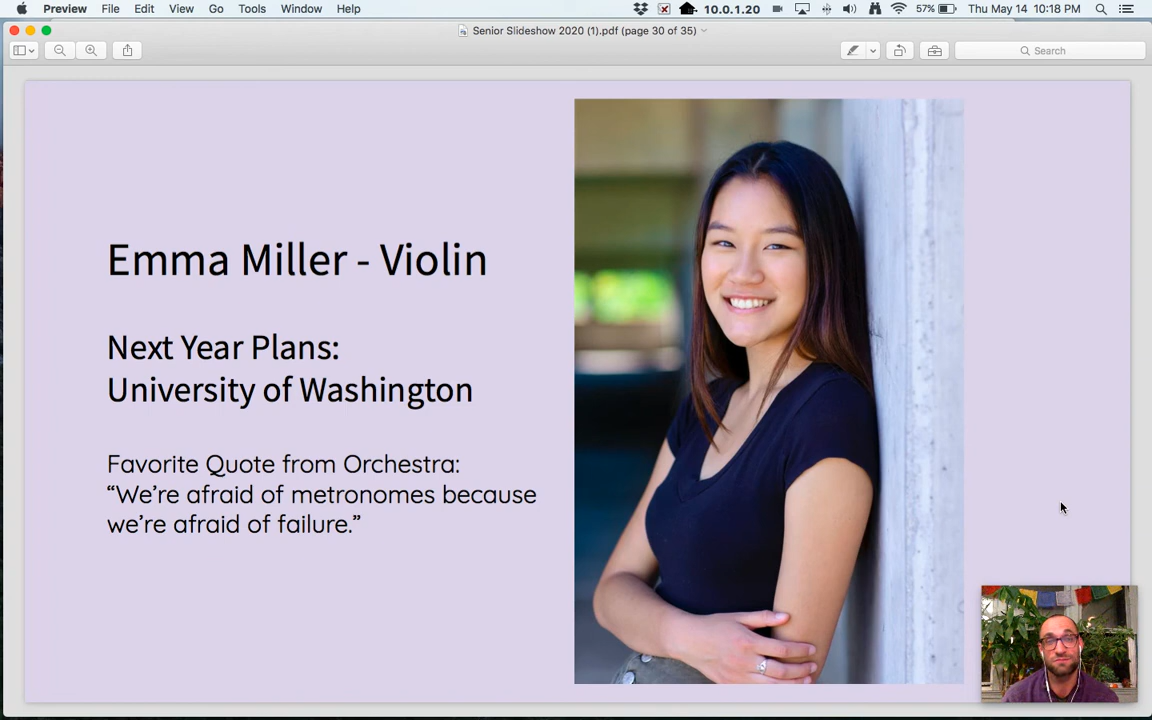 Preview File Edit View Go Tools Window Help 10.0.1.20 57% Thu May 14 10:18 PM
Senior Slideshow 2020 (1).pdf (page 30 of 35)
Search
Emma Miller - Violin
Next Year Plans:
University of Washington
Favorite Quote from Orchestra:
“We’re afraid of metronomes because
we’re afraid of failure.”